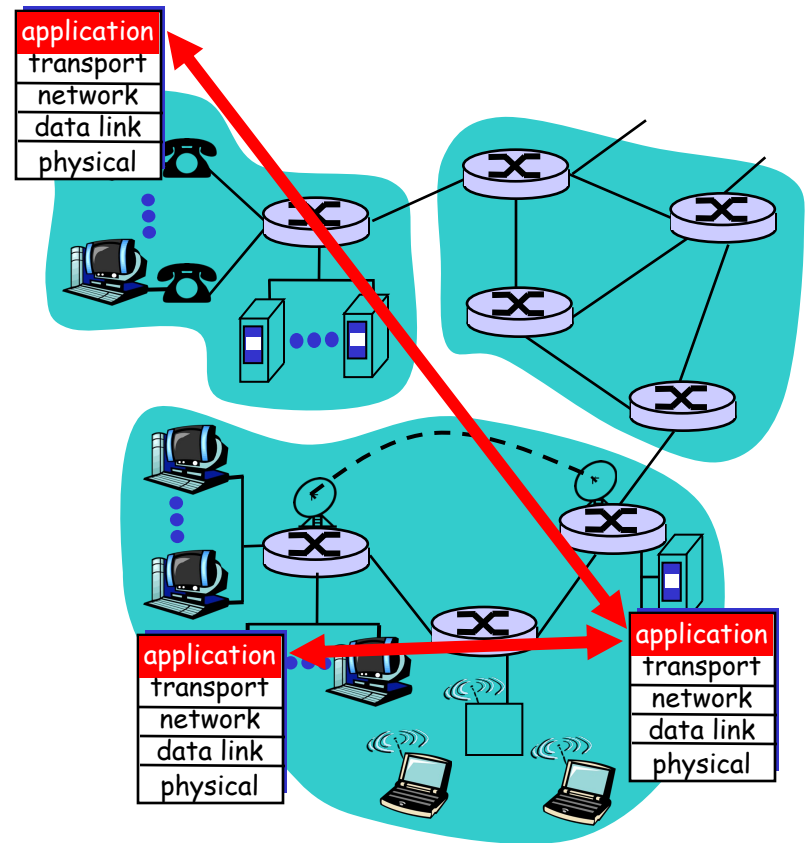 application
transport
network
data link
physical
application
transport
network
data link
physical
application
transport
network
data link
physical